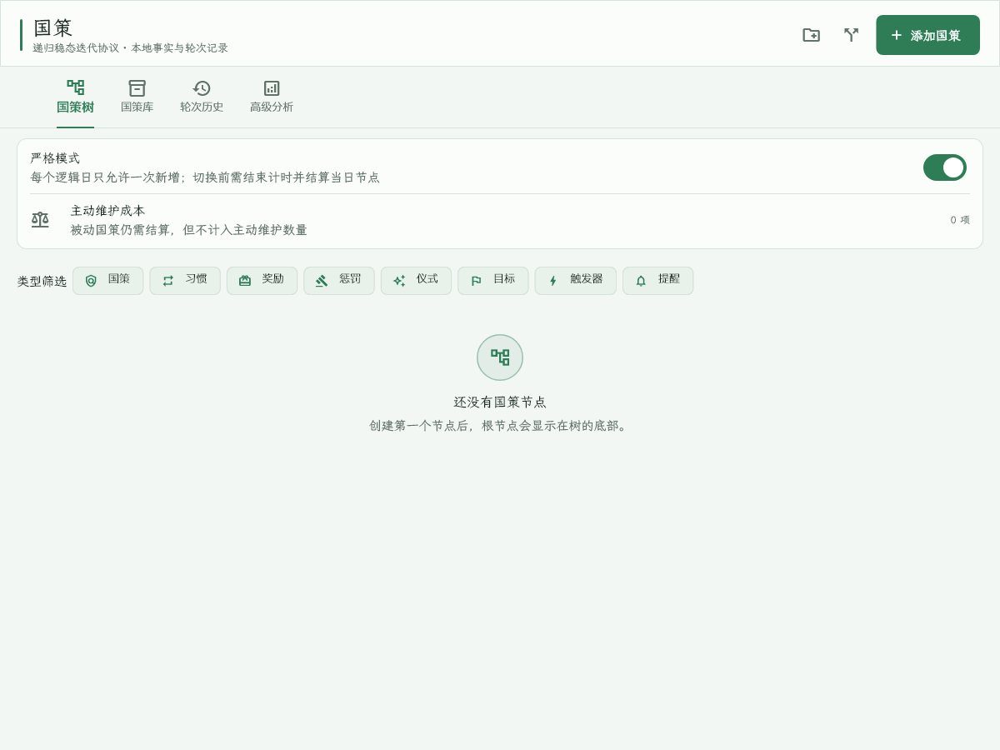 国策
递归稳态迭代协议・本地事实与轮次记录
添加国策
国策树
国策库
轮次历史
高级分析
严格模式
每个逻辑日只允许一次新增；切换前需结束计时并结算当日节点
主动维护成本
被动国策仍需结算，但不计入主动维护数量
0 项
类型筛选
国策
习惯
奖励
惩罚
仪式
目标
触发器
提醒
还没有国策节点
创建第一个节点后，根节点会显示在树的底部。